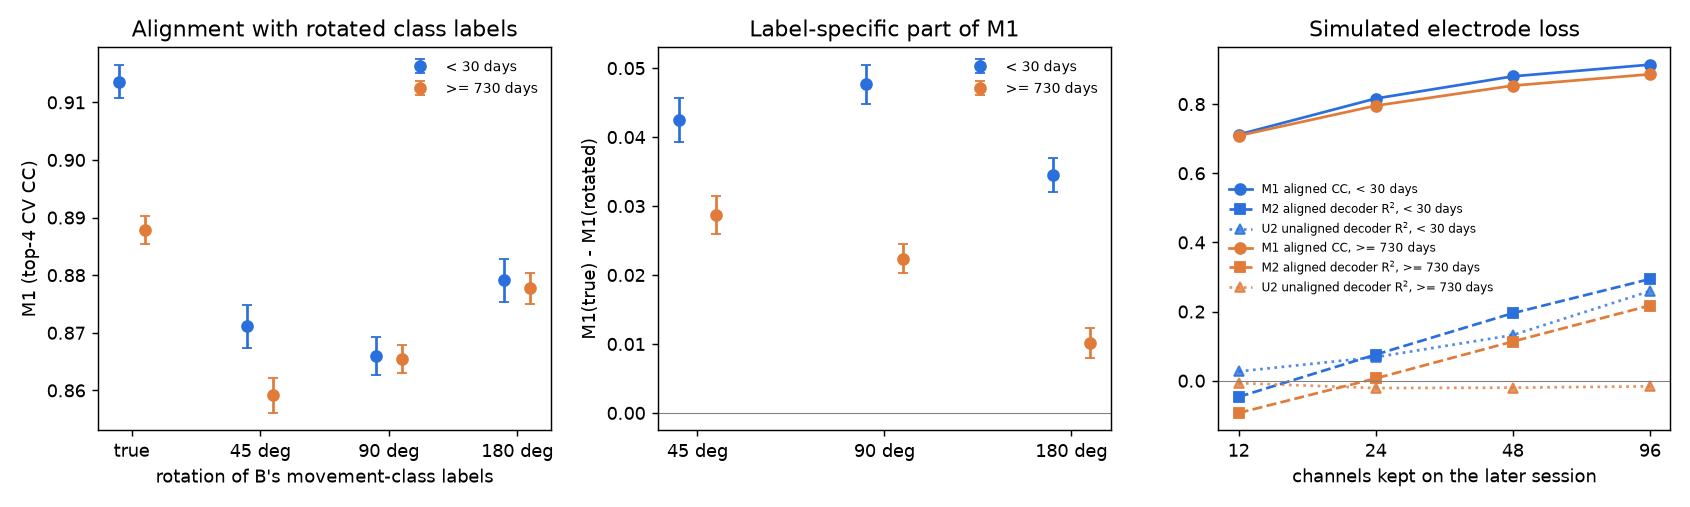 Alignment with rotated class labels
M1 (top-4 CV CC)
0.91
0.90
0.89
0.88
0.87
0.86
< 30 days
>= 730 days
true
45 deg
90 deg
180 deg
rotation of B's movement-class labels
Label-specific part of M1
M1(true) - M1(rotated)
0.05
0.04
0.03
0.02
0.01
0.00
< 30 days
>= 730 days
45 deg
90 deg
180 deg
Simulated electrode loss
0.8
0.6
0.4
0.2
0.0
M1 aligned CC, < 30 days
M2 aligned decoder R², < 30 days
U2 unaligned decoder R², < 30 days
M1 aligned CC, >= 730 days
M2 aligned decoder R², >= 730 days
U2 unaligned decoder R², >= 730 days
12
24
48
96
channels kept on the later session